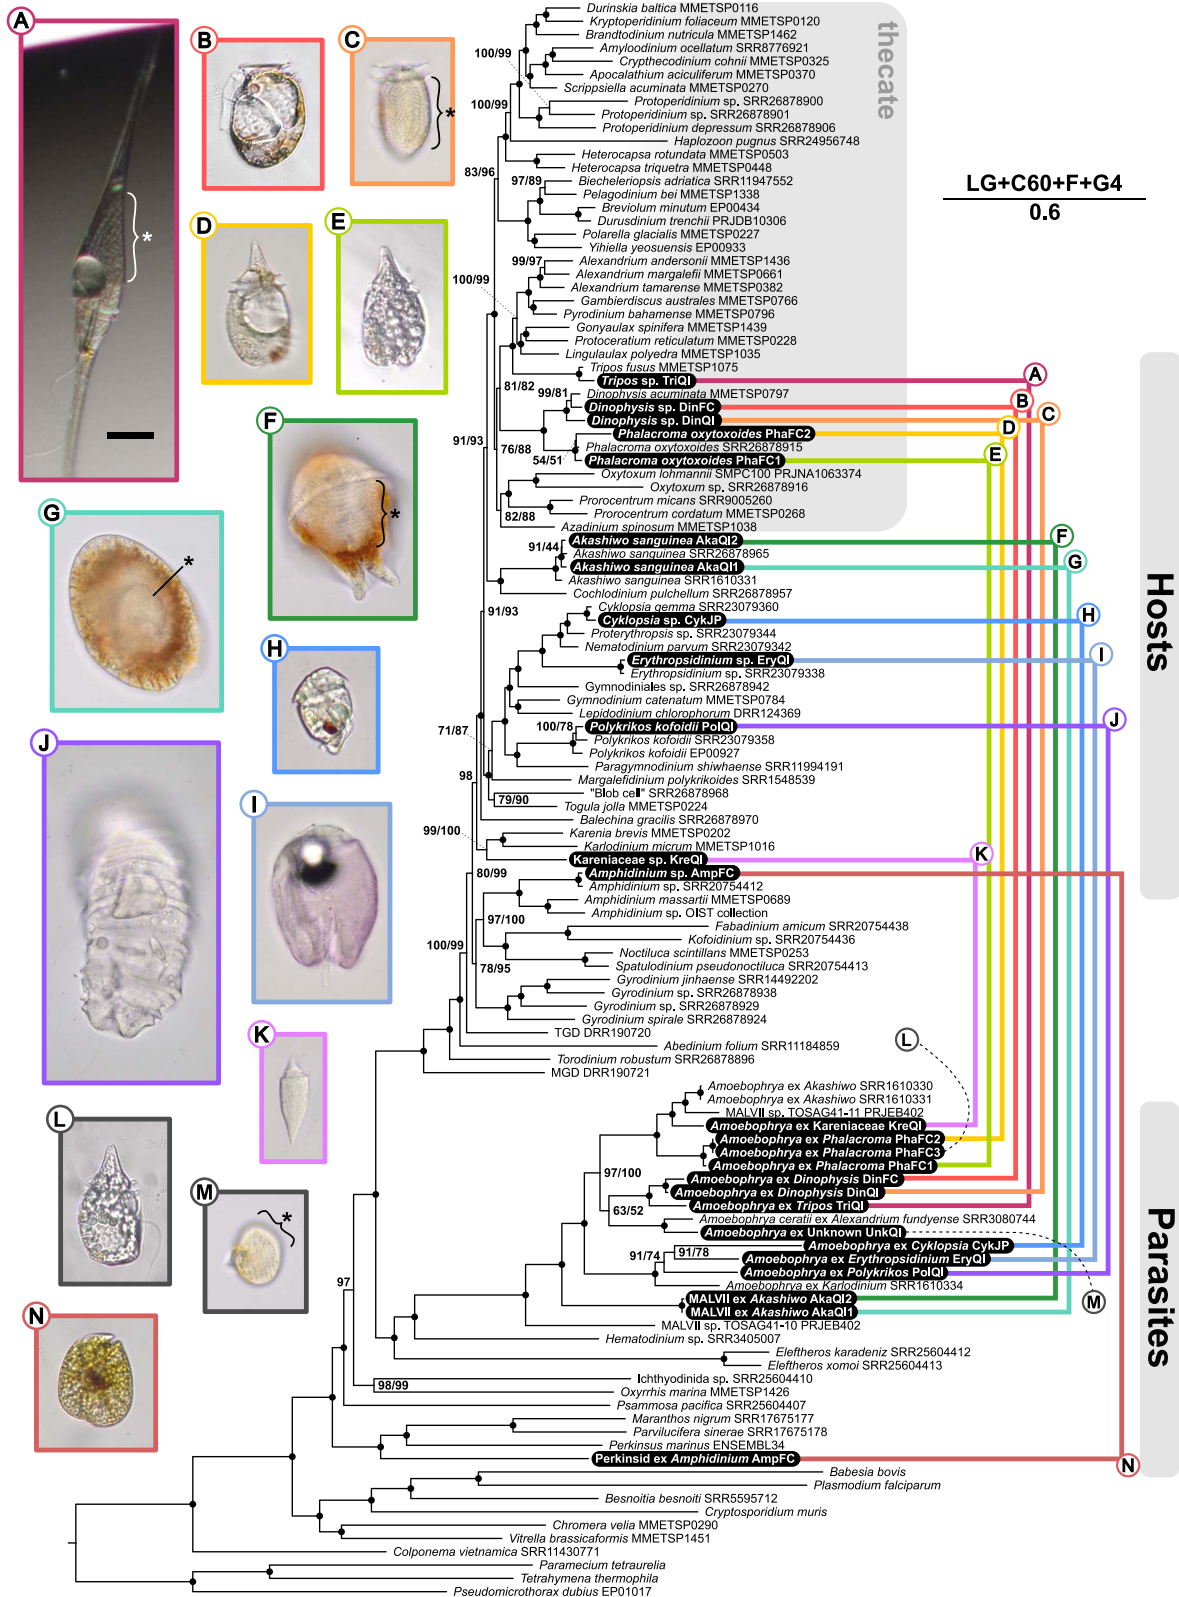 A
B
C
*
*
D
E
F
*
G
*
H
J
I
K
L
M
*
N
Durinskia baltica MMETSP0116
Kryptoperidinium foliaceum MMETSP0120
Brandtodinium nutricula MMETSP1462
Amyloodinium ocellatum SRR8776921
Crypthecodinium cohnii MMETSP0325
100/99
Apocalathium aciculiferum MMETSP0370
Scrippsiella acuminata MMETSP0270
100/99
Protoperidinium sp. SRR26878900
Protoperidinium sp. SRR26878901
Protoperidinium depressum SRR26878906
Haplozoon pugnus SRR24956748
Heterocapsa rotundata MMETSP0503
Heterocapsa triquetra MMETSP0448
83/96
97/89
Biecheleriopsis adriatica SRR11947552
Pelagodinium bei MMETSP1338
Breviolum minutum EP00434
Durusdinium trenchii PRJDB10306
Polarella glacialis MMETSP0227
Yihiella yeosuensis EP00933
99/97
Alexandrium andersonii MMETSP1436
Alexandrium margalefii MMETSP0661
100/99
Alexandrium tamarense MMETSP0382
Gambierdiscus australes MMETSP0766
Pyrodinium bahamense MMETSP0796
Gonyaulax spinifera MMETSP1439
Protoceratium reticulatum MMETSP0228
Lingulaulax polyedra MMETSP1035
Tripos fusus MMETSP1075
Tripos sp. TriQI
81/82
99/81
Dinophysis acuminata MMETSP0797
Dinophysis sp. DinFC
Dinophysis sp. DinQI
Phalacroma oxytoxoides PhaFC2
91/93
76/88
Phalacroma oxytoxoides SRR26878915
54/51
Phalacroma oxytoxoides PhaFC1
Oxytoxum lohmannii SMPC100 PRJNA1063374
Oxytoxum sp. SRR26878916
Prorocentrum micans SRR9005260
82/88
Prorocentrum cordatum MMETSP0268
Azadinium spinosum MMETSP1038
thecate
LG+C60+F+G4
0.6
Akashiwo sanguinea AkaQI2
91/44
Akashiwo sanguinea SRR26878965
Akashiwo sanguinea AkaQI1
Akashiwo sanguinea SRR1610331
Cochlodinium pulchellum SRR26878957
91/93
Cyklopsia gemma SRR23079360
Cyklopsia sp. CykJP
Proterythropsis sp. SRR23079344
Nematodinium parvum SRR23079342
Erythropsidinium sp. EryQI
Erythropsidinium sp. SRR23079338
Gymnodiniales sp. SRR26878942
Gymnodinium catenatum MMETSP0784
Lepidodinium chlorophorum DRR124369
71/87
100/78
Polykrikos kofoidii PolQI
Polykrikos kofoidii SRR23079358
Polykrikos kofoidii EP00927
Paragymnodinium shiwhaense SRR11994191
98
Margalefidinium polykrikoides SRR1548539
79/90
"Blob cell" SRR26878968
Togula jolla MMETSP0224
Balechina gracilis SRR26878970
99/100
Karenia brevis MMETSP0202
Karlodinium micrum MMETSP1016
Kareniaceae sp. KreQI
80/99
Amphidinium sp. AmpFC
Amphidinium sp. SRR20754412
Amphidinium massartii MMETSP0689
97/100
Amphidinium sp. OIST collection
Fabadinium amicum SRR20754438
Kofoidinium sp. SRR20754436
100/99
Noctiluca scintillans MMETSP0253
78/95
Spatulodinium pseudonoctiluca SRR20754413
Gyrodinium jinhaense SRR14492202
Gyrodinium sp. SRR26878938
Gyrodinium sp. SRR26878929
Gyrodinium spirale SRR26878924
TGD DRR190720
Abedinium folium SRR11184859
Torodinium robustum SRR26878896
MGD DRR190721
A
B
C
D
E
F
G
H
I
J
K
L
Hosts
Amoebophrya ex Akashiwo SRR1610330
Amoebophrya ex Akashiwo SRR1610331
MALVII sp. TOSAG41-11 PRJEB402
Amoebophrya ex Kareniaceae KreQI
Amoebophrya ex Phalacroma PhaFC2
Amoebophrya ex Phalacroma PhaFC3
97/100
Amoebophrya ex Phalacroma PhaFC1
Amoebophrya ex Dinophysis DinFC
Amoebophrya ex Dinophysis DinQI
63/52
Amoebophrya ex Tripos TriQI
Amoebophrya ceratii ex Alexandrium fundyense SRR3080744
Amoebophrya ex Unknown UnkQI
Amoebophrya ex Cyklopsia CykJP
91/74
91/78
Amoebophrya ex Erythropsidinium EryQI
Amoebophrya ex Polykrikos PolQI
Amoebophrya ex Karlodinium SRR1610334
97
MALVII ex Akashiwo AkaQI2
MALVII ex Akashiwo AkaQI1
M
MALVII sp. TOSAG41-10 PRJEB402
Hematodinium sp. SRR3405007
Eleftheros karadeniz SRR25604412
Eleftheros xomoi SRR25604413
98/99
Ichthyodinida sp. SRR25604410
Oxyrrhis marina MMETSP1426
Psammosa pacifica SRR25604407
Maranthos nigrum SRR17675177
Parvilucifera sinerae SRR17675178
Perkinsus marinus ENSEMBL34
Perkinsid ex Amphidinium AmpFC
N
Parasites
Babesia bovis
Plasmodium falciparum
Besnoitia besnoiti SRR5595712
Cryptosporidium muris
Chromera velia MMETSP0290
Vitrella brassicaformis MMETSP1451
Colponema vietnamica SRR11430771
Paramecium tetraurelia
Tetrahymena thermophila
Pseudomicrothorax dubius EP01017